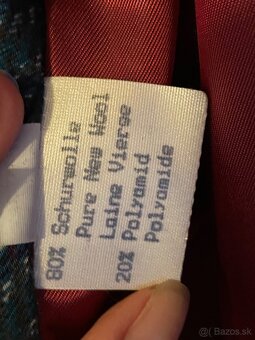 80% Schurwolle
Pure New Wool
Laine Vierge
20% Polyamid
Polyamide
© Bazos.sk